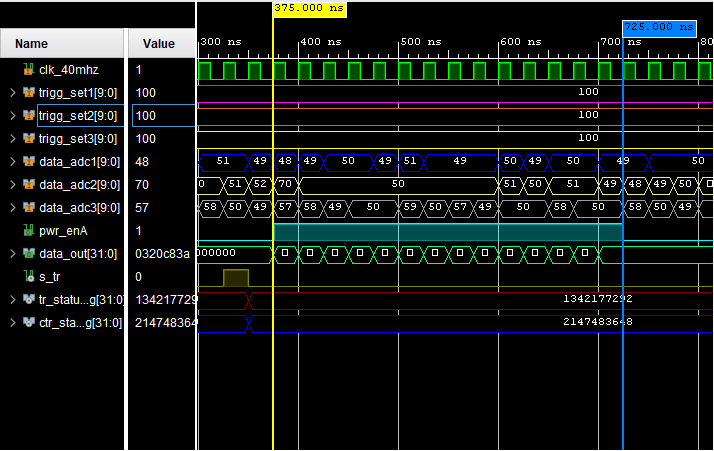 375.000 ns
725.000 ns
Name Value 300 ns 400 ns 500 ns 600 ns 700 ns
clk_40mhz 1
trigg_set1[9:0] 100 100
trigg_set2[9:0] 100 100
trigg_set3[9:0] 100 100
data_adc1[9:0] 48 51 49 48 49 50 49 51 49 50 49 50 49 50
data_adc2[9:0] 70 0 51 52 70 50 51 50 51 49 48 49 50
data_adc3[9:0] 57 58 50 49 57 58 49 50 59 50 57 49 50 58 50 58 50 49
pwr_enA 1
data_out[31:0] 0320c83a 000000
s_tr 0
tr_statu...g[31:0] 134217729 1342177292
ctr_sta...g[31:0] 214748364 2147483648